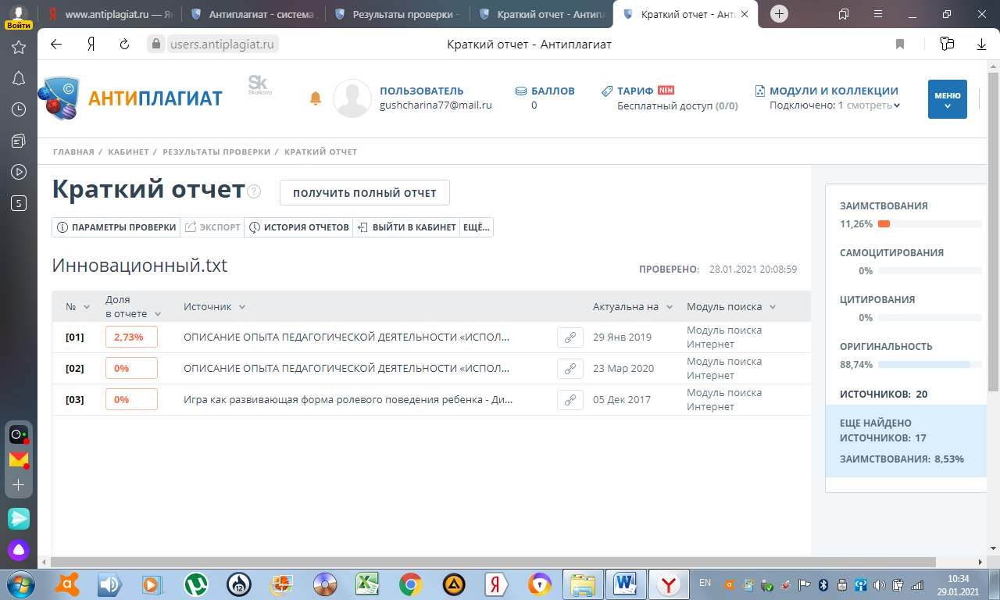 www.antiplagiat.ru — Ян
Антиплагиат - система
Результаты проверки -
Краткий отчет - Антипл
Краткий отчет - Анти
Войти
users.antiplagiat.ru
Краткий отчет - Антиплагиат
АНТИПЛАГИАТ
Sk
Skolkovo
ПОЛЬЗОВАТЕЛЬ
gushcharina77@mail.ru
БАЛЛОВ
0
ТАРИФ NEW
Бесплатный доступ (0/0)
МОДУЛИ И КОЛЛЕКЦИИ
Подключено: 1 смотреть
МЕНЮ
ГЛАВНАЯ / КАБИНЕТ / РЕЗУЛЬТАТЫ ПРОВЕРКИ / КРАТКИЙ ОТЧЕТ
5
Краткий отчет ?
ПОЛУЧИТЬ ПОЛНЫЙ ОТЧЕТ
ПАРАМЕТРЫ ПРОВЕРКИ ЭКСПОРТ ИСТОРИЯ ОТЧЕТОВ ВЫЙТИ В КАБИНЕТ ЕЩЁ...
Инновационный.txt
ПРОВЕРЕНО: 28.01.2021 20:08:59
№ Доля в отчете Источник Актуальна на Модуль поиска
[01] 2,73% ОПИСАНИЕ ОПЫТА ПЕДАГОГИЧЕСКОЙ ДЕЯТЕЛЬНОСТИ «ИСПОЛ... 29 Янв 2019 Модуль поиска Интернет
[02] 0% ОПИСАНИЕ ОПЫТА ПЕДАГОГИЧЕСКОЙ ДЕЯТЕЛЬНОСТИ «ИСПОЛ... 23 Мар 2020 Модуль поиска Интернет
[03] 0% Игра как развивающая форма ролевого поведения ребенка - Ди... 05 Дек 2017 Модуль поиска Интернет
ЗАИМСТВОВАНИЯ
11,26%
САМОЦИТИРОВАНИЯ
0%
ЦИТИРОВАНИЯ
0%
ОРИГИНАЛЬНОСТЬ
88,74%
ИСТОЧНИКОВ: 20
ЕЩЕ НАЙДЕНО
ИСТОЧНИКОВ: 17
ЗАИМСТВОВАНИЯ: 8,53%
EN
10:34
29.01.2021